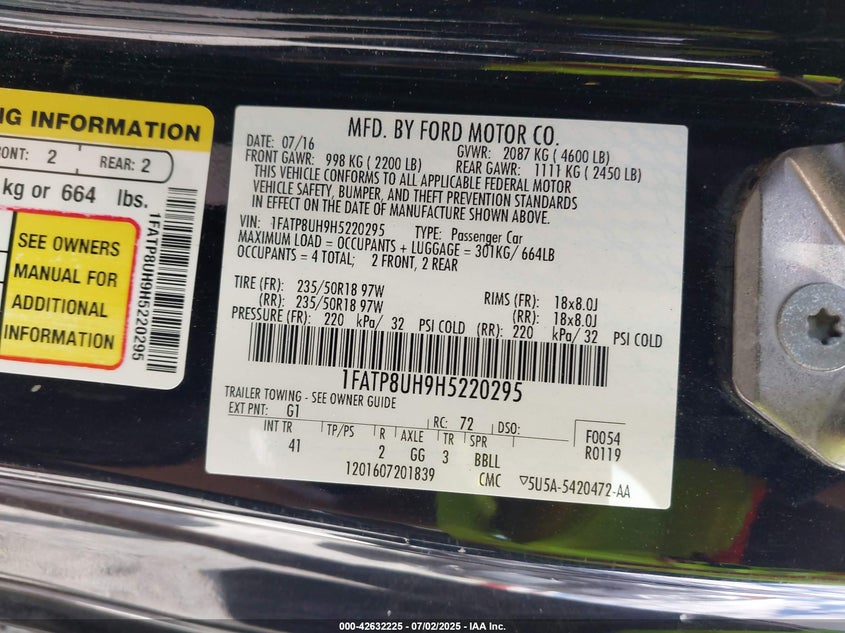 NG INFORMATION
ONT: 2 REAR: 2
kg or 664 lbs.
SEE OWNERS
MANUAL FOR
ADDITIONAL
INFORMATION
1FATP8UH9H5220295
MFD. BY FORD MOTOR CO.
DATE: 07/16 GVWR: 2087 KG ( 4600 LB)
FRONT GAWR: 998 KG ( 2200 LB) REAR GAWR: 1111 KG ( 2450 LB)
THIS VEHICLE CONFORMS TO ALL APPLICABLE FEDERAL MOTOR
VEHICLE SAFETY, BUMPER, AND THEFT PREVENTION STANDARDS
IN EFFECT ON THE DATE OF MANUFACTURE SHOWN ABOVE.
VIN: 1FATP8UH9H5220295 TYPE: Passenger Car
MAXIMUM LOAD = OCCUPANTS + LUGGAGE = 301KG/ 664LB
OCCUPANTS = 4 TOTAL; 2 FRONT, 2 REAR
TIRE (FR): 235/50R18 97W RIMS (FR): 18x8.0J
(RR): 235/50R18 97W (RR): 18x8.0J
PRESSURE (FR): 220 kPa/ 32 PSI COLD (RR): 220 kPa/ 32 PSI COLD
1FATP8UH9H5220295
TRAILER TOWING - SEE OWNER GUIDE
EXT PNT: G1 RC: 72 DSO:
INT TR TP/PS R AXLE TR SPR F0054
41 2 GG 3 BBLL R0119
1201607201839 CMC ▽5U5A-5420472-AA
000-42632225 - 07/02/2025 - IAA Inc.